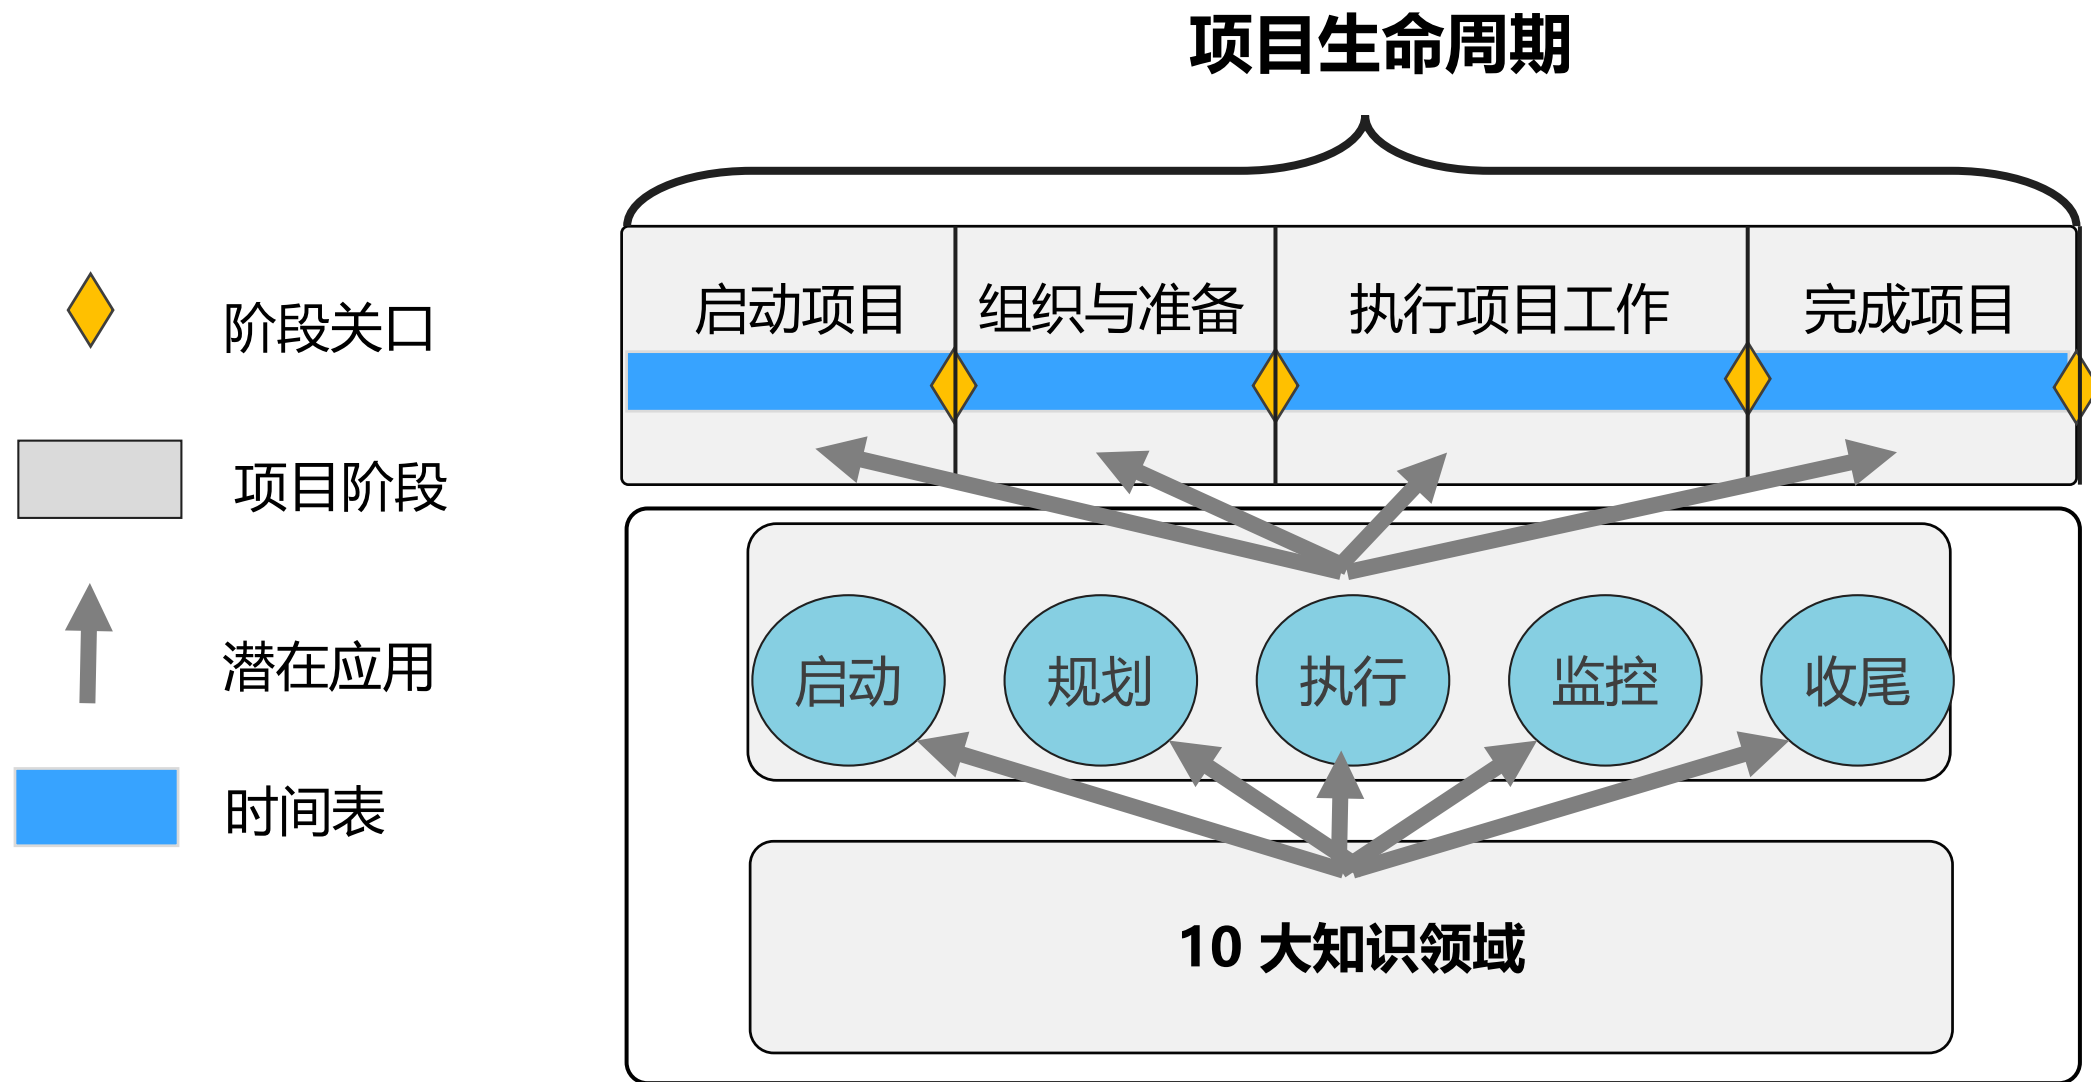 项目生命周期
启动项目
组织与准备
执行项目工作
完成项目
阶段关口
项目阶段
潜在应用
时间表
启动
规划
执行
监控
收尾
10 大知识领域